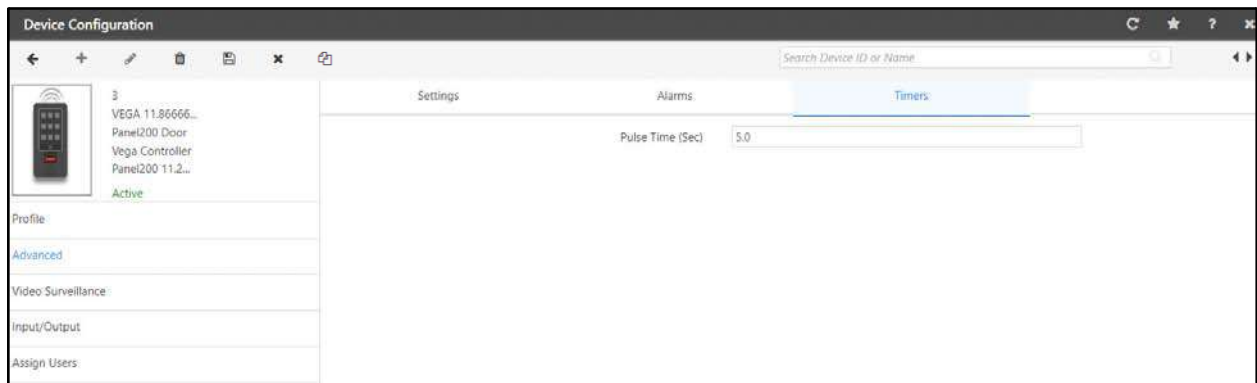 Device Configuration
?
Search Device ID or Name
3
VEGA 11.86666...
Panel200 Door
Vega Controller
Panel200 11.2...
Active
Settings Alarms Timers
Pulse Time (Sec) 5.0
Profile
Advanced
Video Surveillance
Input/Output
Assign Users